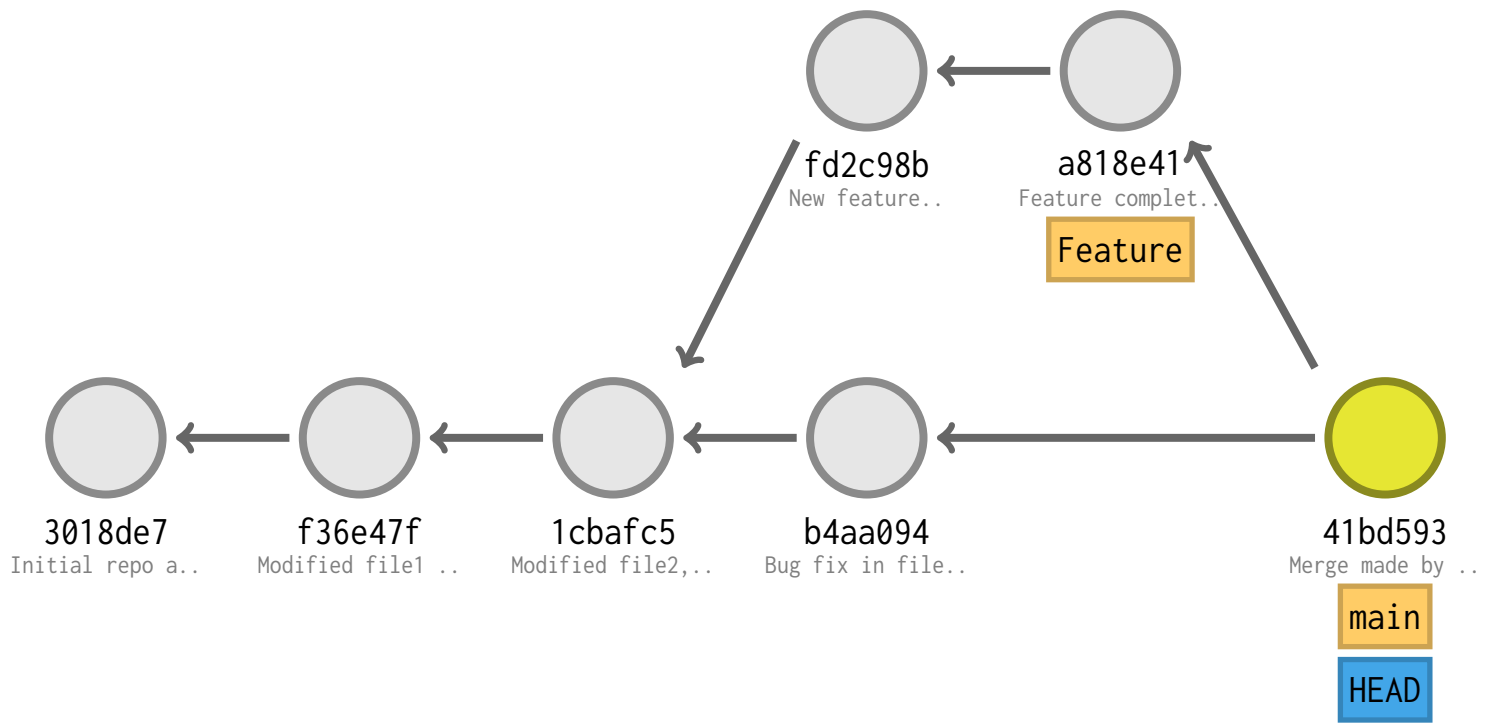 fd2c98b
New feature..
a818e41
Feature complet..
Feature
3018de7
Initial repo a..
f36e47f
Modified file1 ..
1cbafc5
Modified file2,..
b4aa094
Bug fix in file..
41bd593
Merge made by ..
main
HEAD